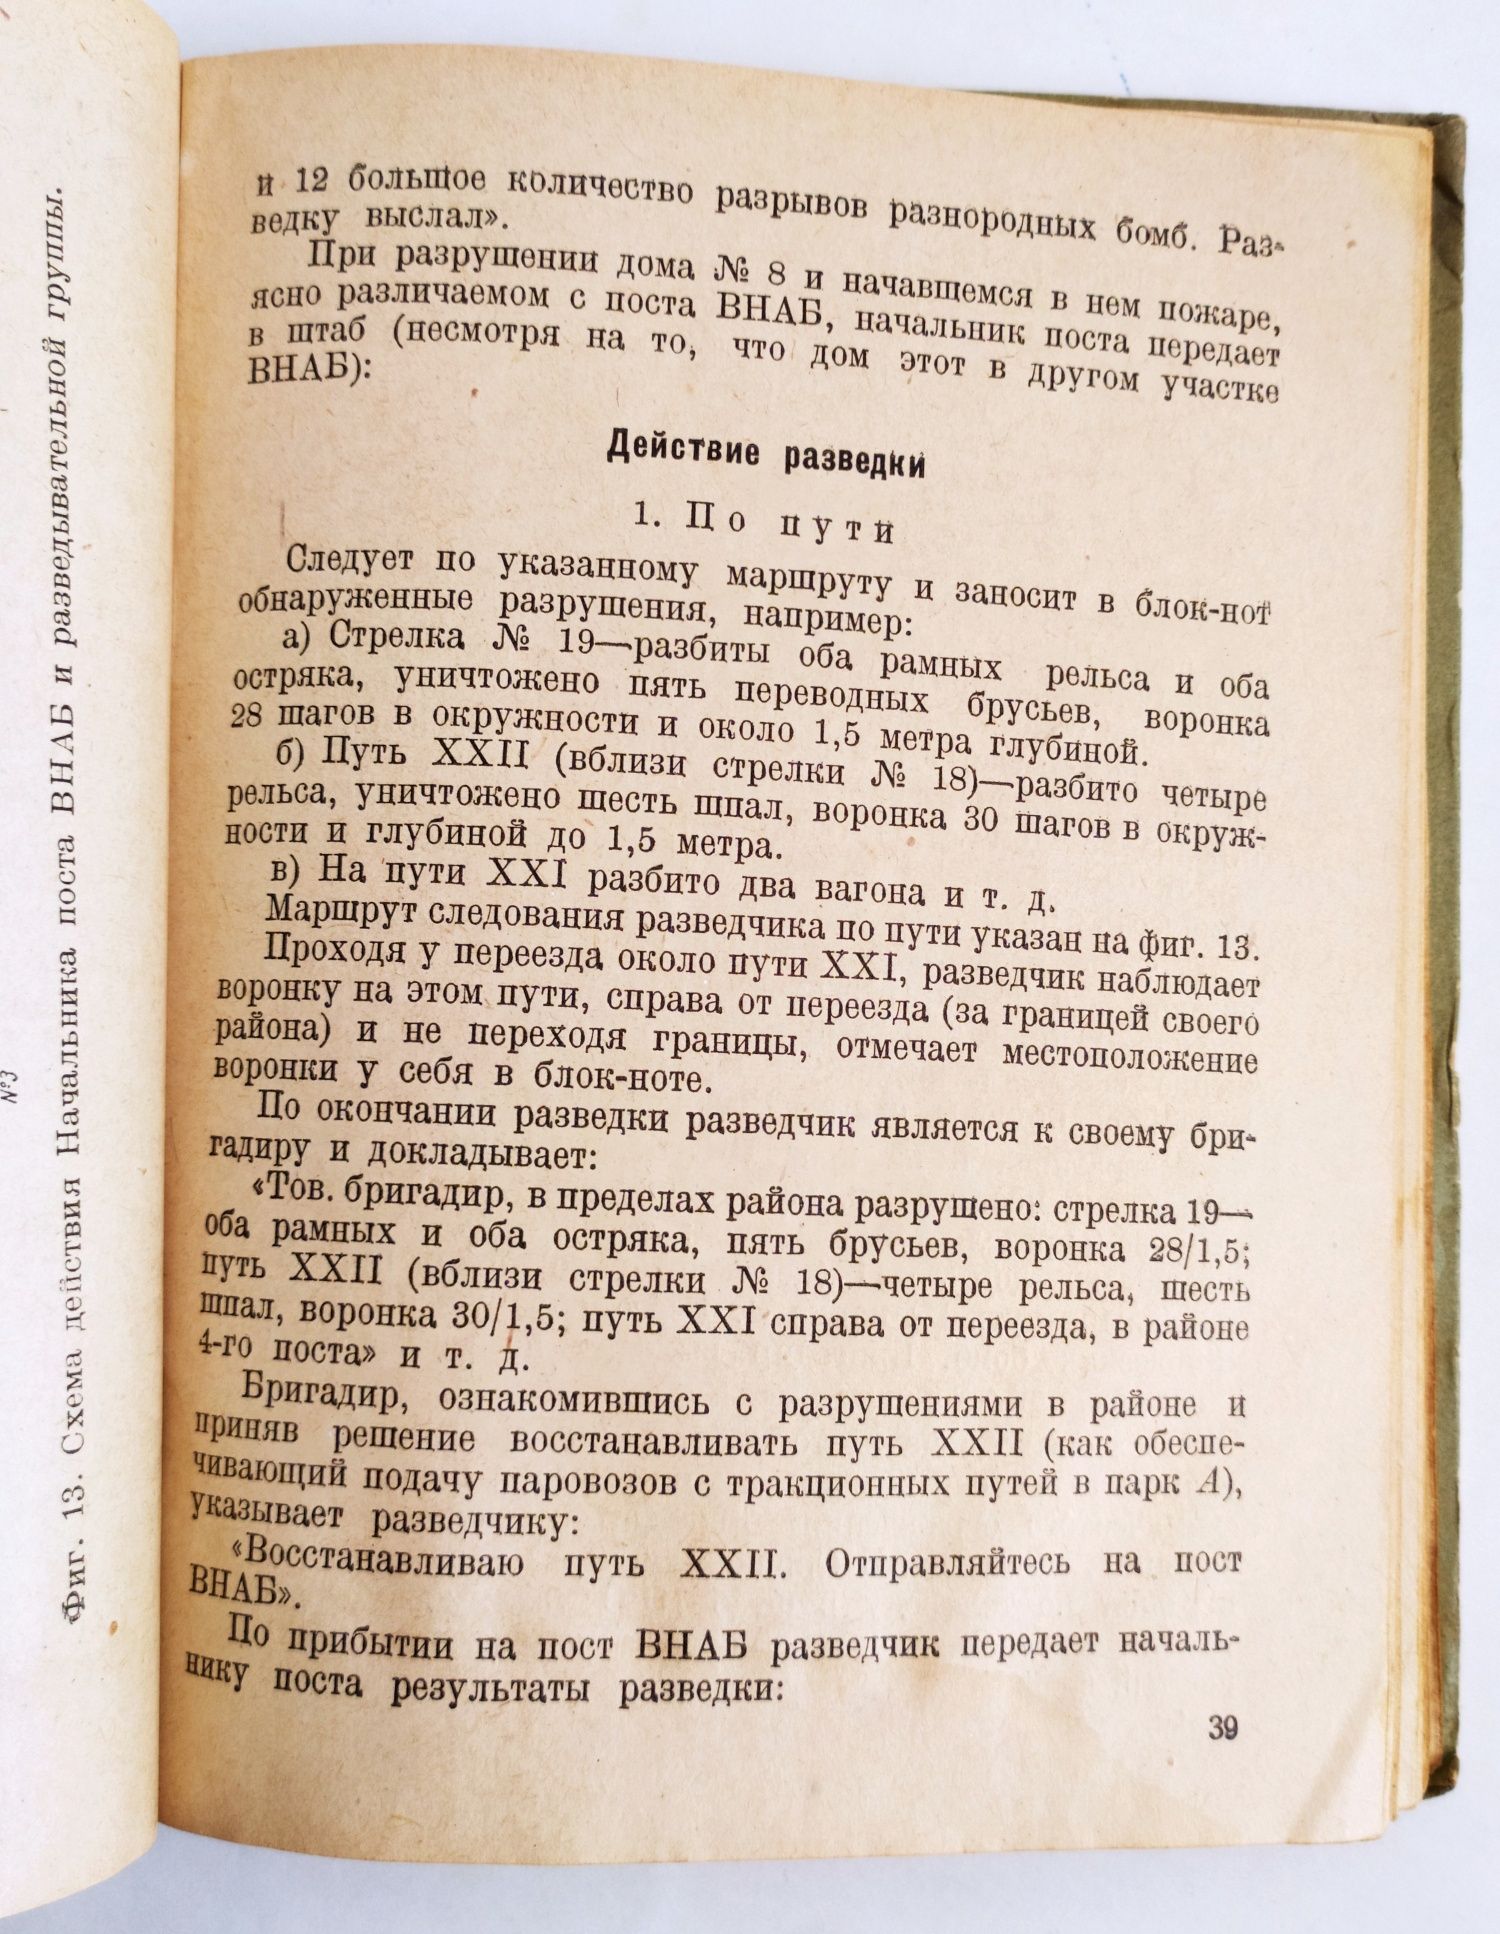 №3
Фиг. 13. Схема действия Начальника поста ВНАБ и разведывательной группы.
и 12 большое количество разрывов разнородных бомб. Раз-
ведку выслал».
При разрушении дома № 8 и начавшемся в нем пожаре,
ясно различаемом с поста ВНАБ, начальник поста передает
в штаб (несмотря на то, что дом этот в другом участке
ВНАБ):
Действие разведки
1. По пути
Следует по указанному маршруту и заносит в блок-нот
обнаруженные разрушения, например:
а) Стрелка № 19—разбиты оба рамных рельса и оба
остряка, уничтожено пять переводных брусьев, воронка
28 шагов в окружности и около 1,5 метра глубиной.
б) Путь XXII (вблизи стрелки № 18)—разбито четыре
рельса, уничтожено шесть шпал, воронка 30 шагов в окруж-
ности и глубиной до 1,5 метра.
в) На пути XXI разбито два вагона и т. д.
Маршрут следования разведчика по пути указан на фиг. 13.
Проходя у переезда около пути XXI, разведчик наблюдает
воронку на этом пути, справа от переезда (за границей своего
района) и не переходя границы, отмечает местоположение
воронки у себя в блок-ноте.
По окончании разведки разведчик является к своему бри-
гадиру и докладывает:
«Тов. бригадир, в пределах района разрушено: стрелка 19—
оба рамных и оба остряка, пять брусьев, воронка 28/1,5;
путь XXII (вблизи стрелки № 18)—четыре рельса, шесть
шпал, воронка 30/1,5; путь XXI справа от переезда, в районе
4-го поста» и т. д.
Бригадир, ознакомившись с разрушениями в районе и
приняв решение восстанавливать путь XXII (как обеспе-
чивающий подачу паровозов с тракционных путей в парк А),
указывает разведчику:
«Восстанавливаю путь XXII. Отправляйтесь на пост
ВНАБ».
По прибытии на пост ВНАБ разведчик передает началь-
нику поста результаты разведки:
39